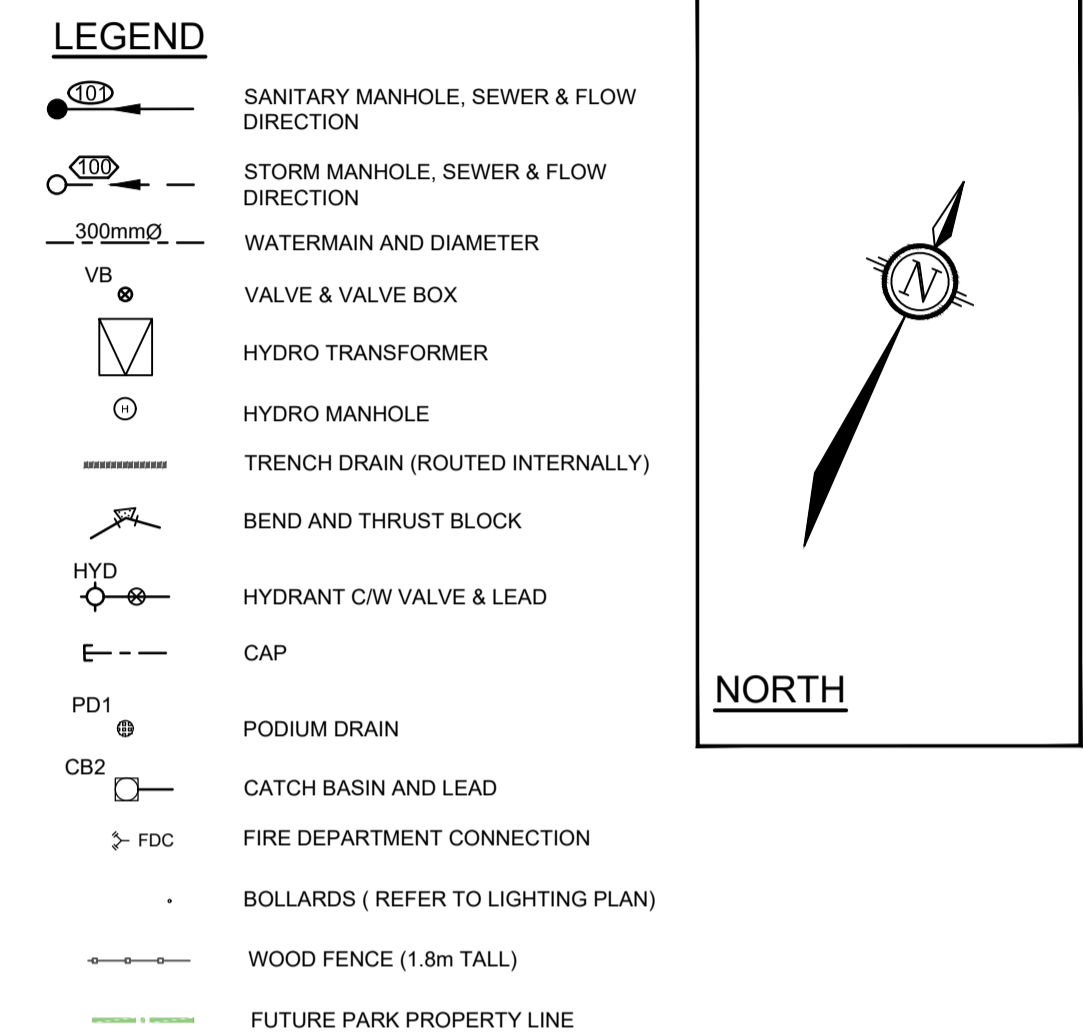 LEGEND
101
SANITARY MANHOLE, SEWER & FLOW
DIRECTION
100
STORM MANHOLE, SEWER & FLOW
DIRECTION
300mmØ
WATERMAIN AND DIAMETER
VB
VALVE & VALVE BOX
HYDRO TRANSFORMER
H
HYDRO MANHOLE
TRENCH DRAIN (ROUTED INTERNALLY)
BEND AND THRUST BLOCK
HYD
HYDRANT C/W VALVE & LEAD
CAP
PD1
PODIUM DRAIN
CB2
CATCH BASIN AND LEAD
FDC
FIRE DEPARTMENT CONNECTION
BOLLARDS ( REFER TO LIGHTING PLAN)
WOOD FENCE (1.8m TALL)
FUTURE PARK PROPERTY LINE
N
NORTH